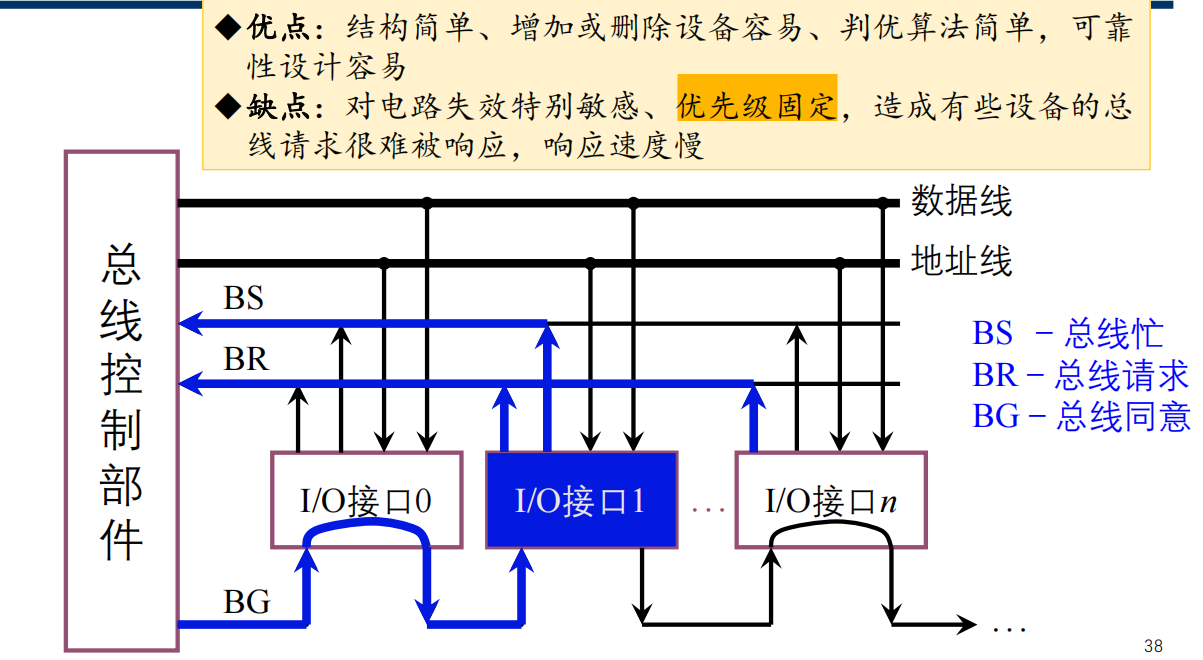 ◆优点：结构简单、增加或删除设备容易、判优算法简单，可靠
性设计容易
◆缺点：对电路失效特别敏感、优先级固定，造成有些设备的总
线请求很难被响应，响应速度慢
总线控制部件
数据线
地址线
BS
BR
BS －总线忙
BR－总线请求
BG－总线同意
I/O接口0
I/O接口1
...
I/O接口n
BG
...
38